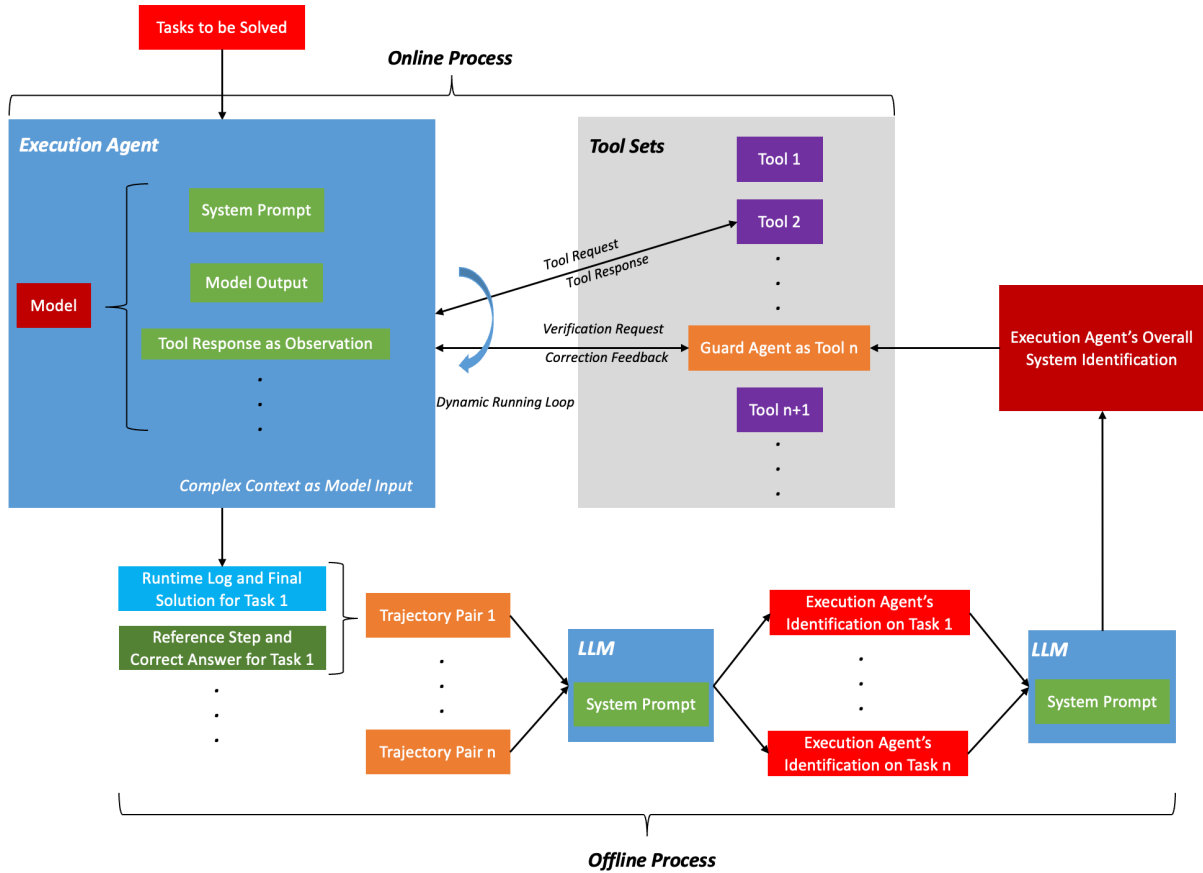 Tasks to be Solved
Online Process
Execution Agent
System Prompt
Model Output
Model
Tool Response as Observation
Complex Context as Model Input
Tool Request
Tool Response
Verification Request
Correction Feedback
Dynamic Running Loop
Tool Sets
Tool 1
Tool 2
Guard Agent as Tool n
Tool n+1
Execution Agent's Overall
System Identification
Runtime Log and Final
Solution for Task 1
Reference Step and
Correct Answer for Task 1
Trajectory Pair 1
Trajectory Pair n
LLM
System Prompt
Execution Agent's
Identification on Task 1
Execution Agent's
Identification on Task n
LLM
System Prompt
Offline Process